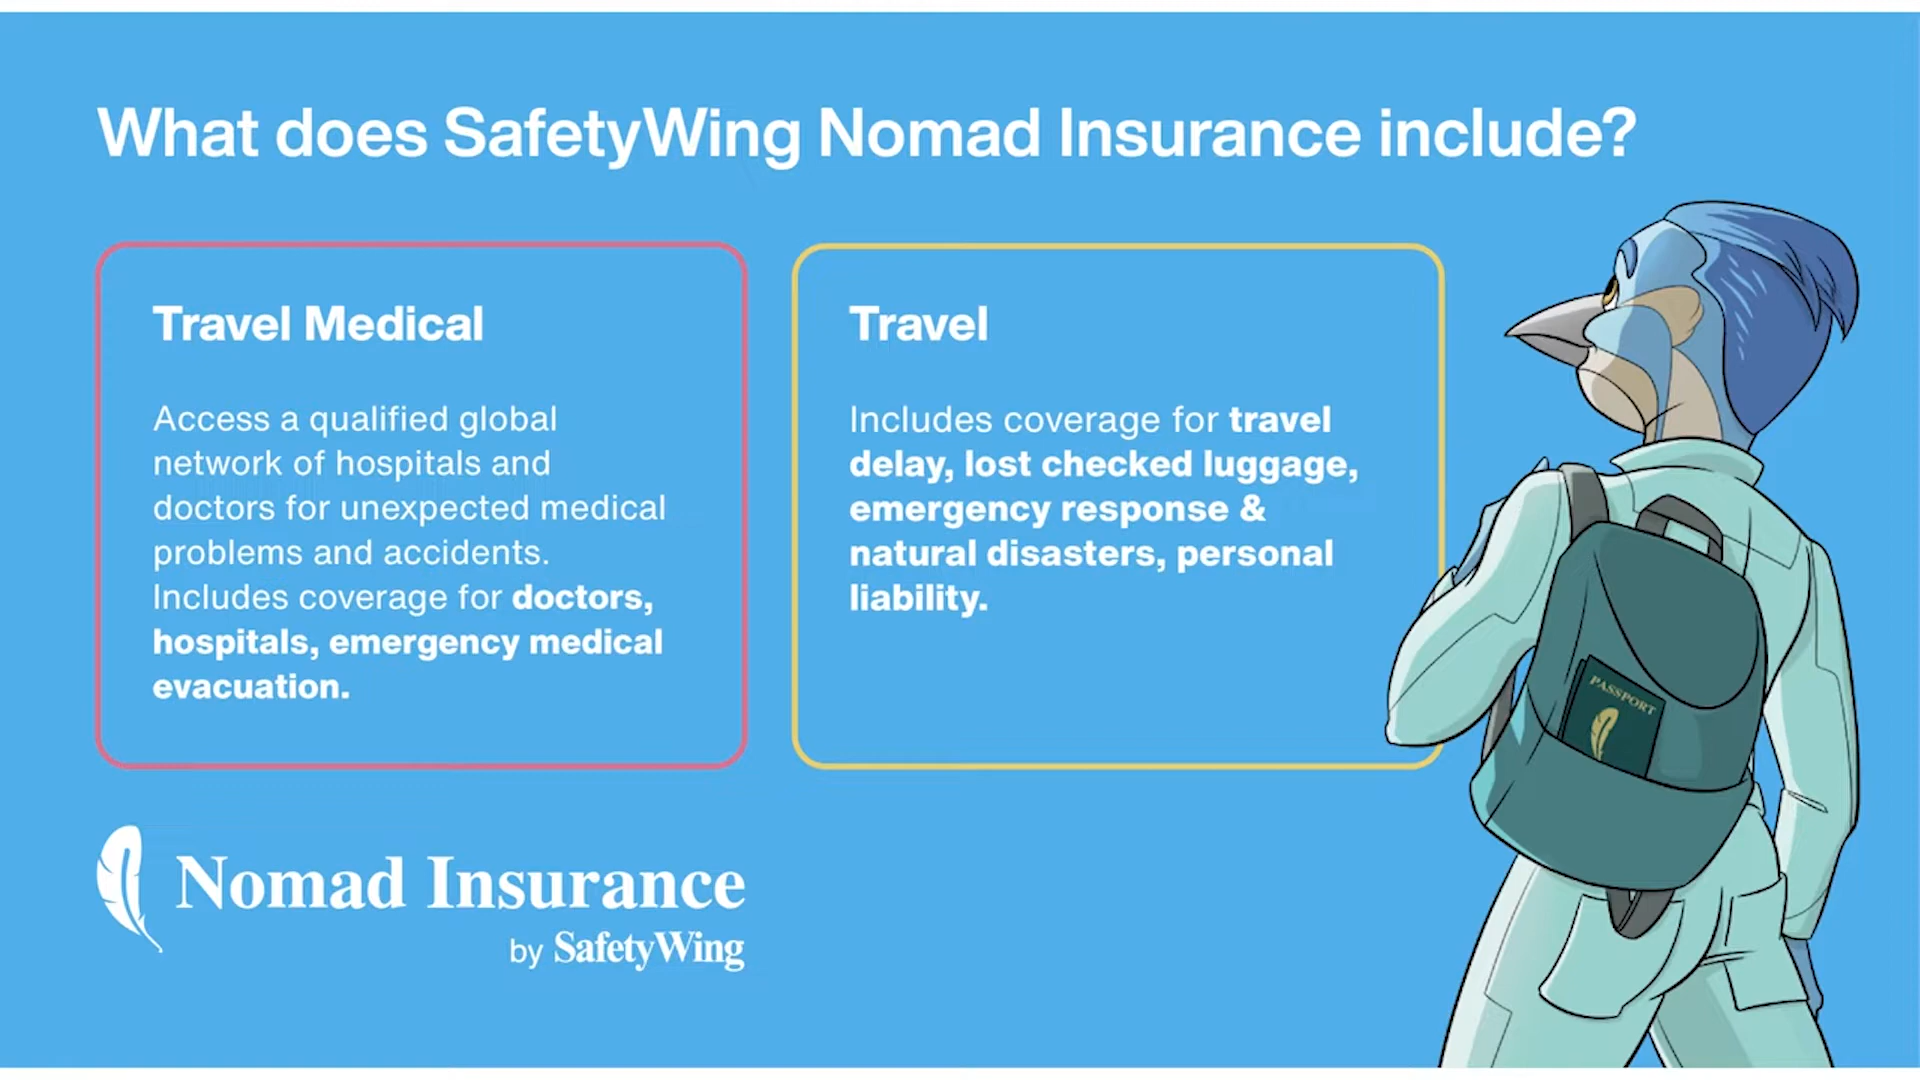 What does SafetyWing Nomad Insurance include?
Travel Medical
Access a qualified global
network of hospitals and
doctors for unexpected medical
problems and accidents.
Includes coverage for doctors,
hospitals, emergency medical
evacuation.
Travel
Includes coverage for travel
delay, lost checked luggage,
emergency response &
natural disasters, personal
liability.
PASSPORT
Nomad Insurance
by SafetyWing